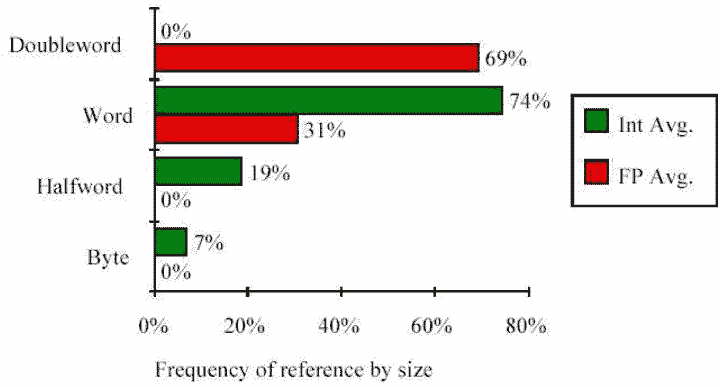 0%
Doubleword
69%
74%
Word
31%
Int Avg.
FP Avg.
19%
Halfword
0%
7%
Byte
0%
0% 20% 40% 60% 80%
Frequency of reference by size